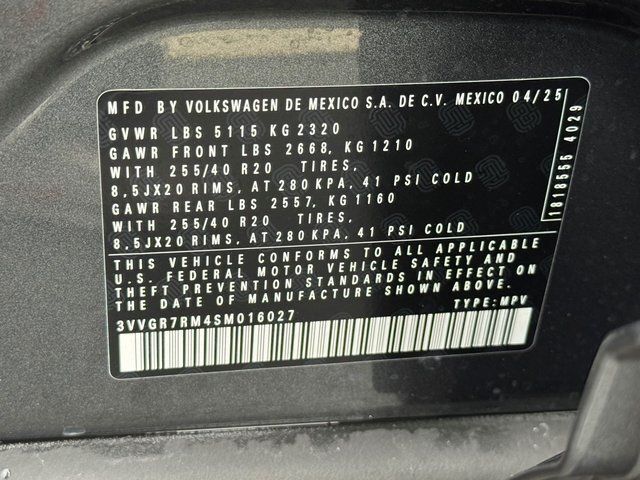 MFD BY VOLKSWAGEN DE MEXICO S.A. DE C.V. MEXICO 04/25
GVWR LBS 5115 KG 2320
GAWR FRONT LBS 2668, KG 1210
WITH 255/40 R20 TIRES,
8,5JX20 RIMS, AT 280 KPA, 41 PSI COLD
GAWR REAR LBS 2557, KG 1160
WITH 255/40 R20 TIRES,
8,5JX20 RIMS, AT 280 KPA, 41 PSI COLD
1818555 4029
THIS VEHICLE CONFORMS TO ALL APPLICABLE
U.S. FEDERAL MOTOR VEHICLE SAFETY AND
THEFT PREVENTION STANDARDS IN EFFECT ON
THE DATE OF MANUFACTURE SHOWN ABOVE.
3VVGR7RM4SM016027 TYPE: MPV